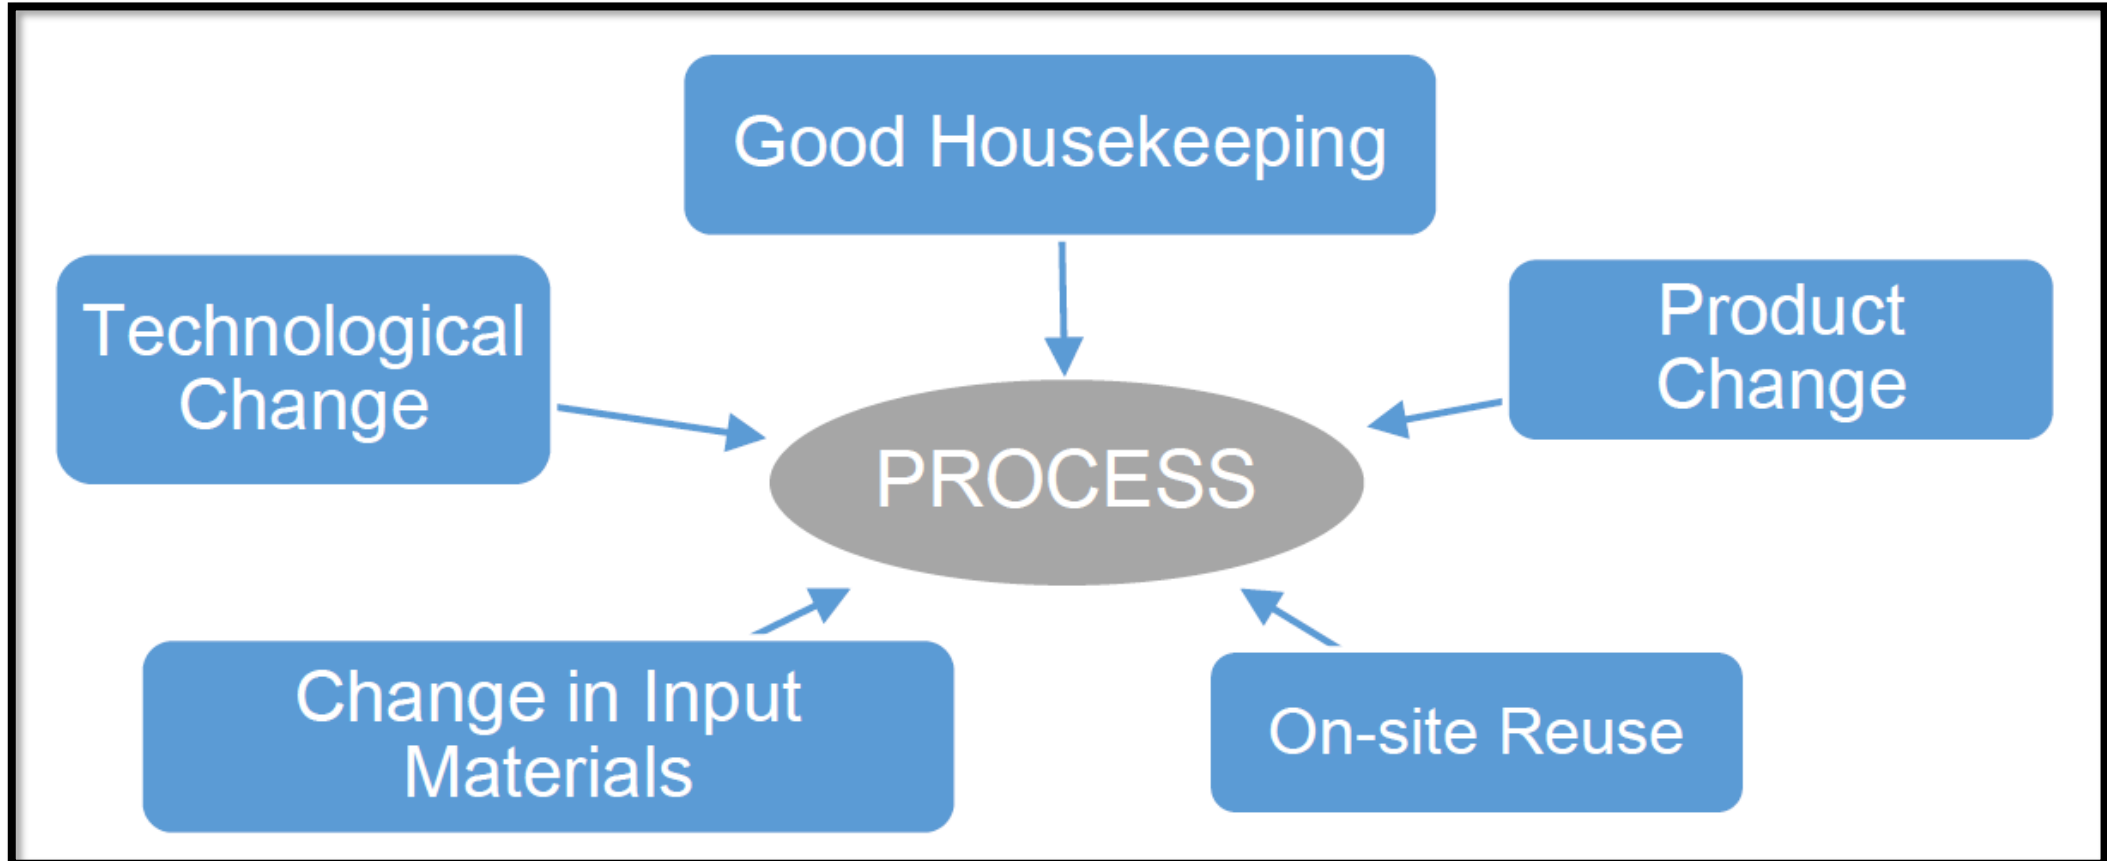 Good Housekeeping
Technological
Change
Product
Change
PROCESS
Change in Input
Materials
On-site Reuse